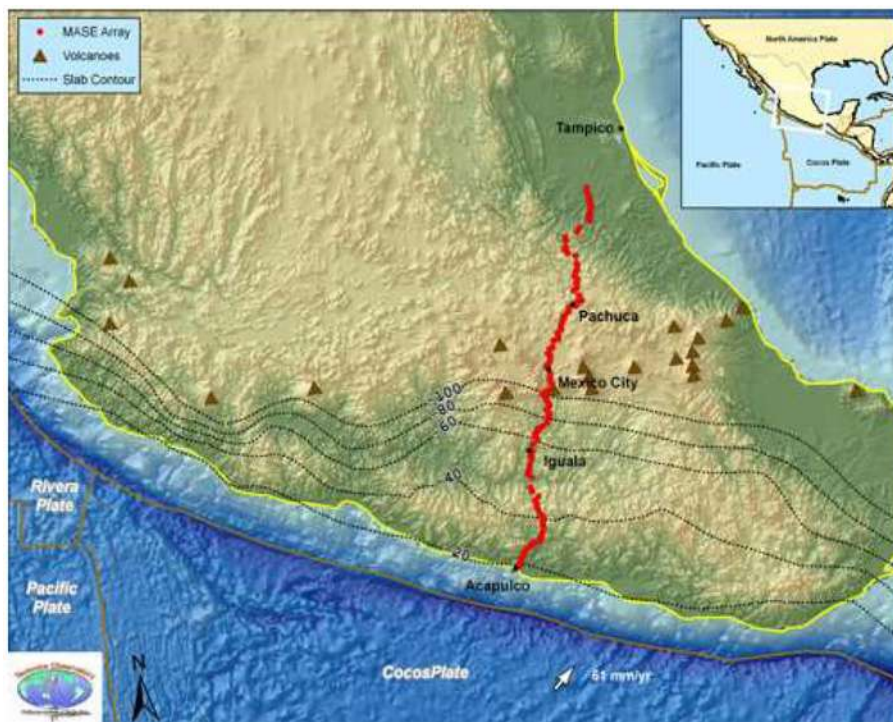 MASE Array
Volcanoes
Slab Contour
North America Plate
Pacific Plate
Cocos Plate
Tampico
Pachuca
Mexico City
100
80
60
Iguala
40
20
Acapulco
Rivera
Plate
Pacific
Plate
N
CocosPlate
61 mm/yr